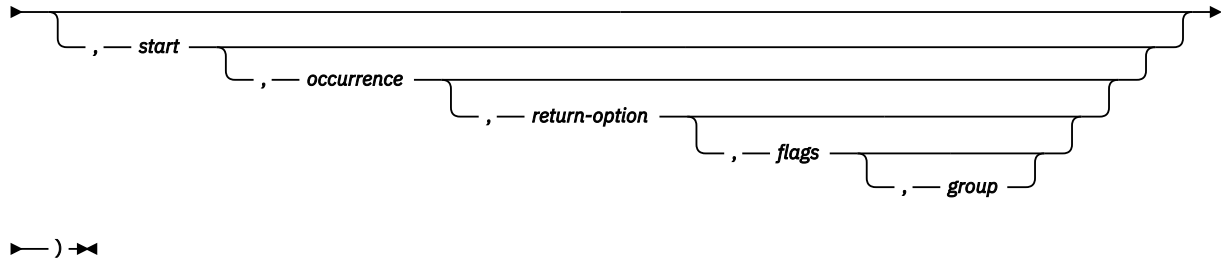 , start
, occurrence
, return-option
, flags
, group
)